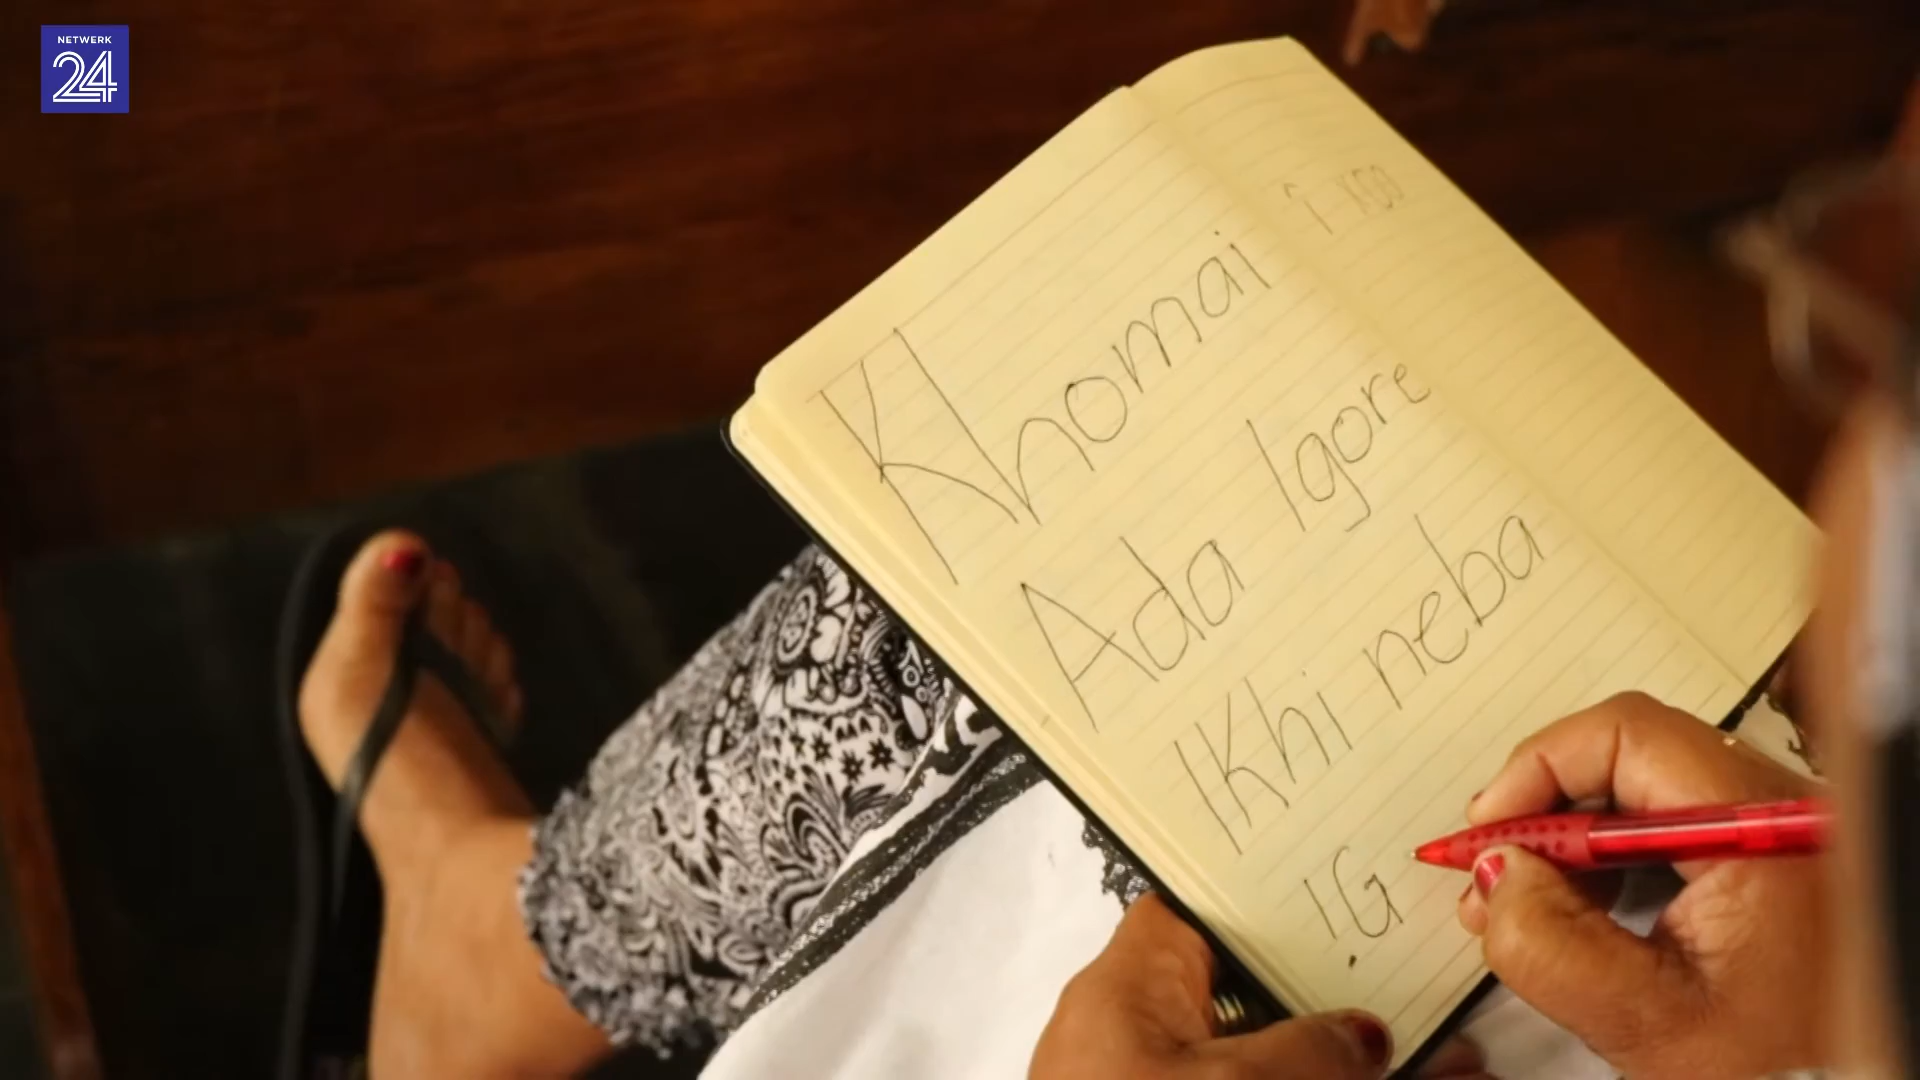 NETWERK
24
Khomai
Ada Igore
IKhi neba
!G